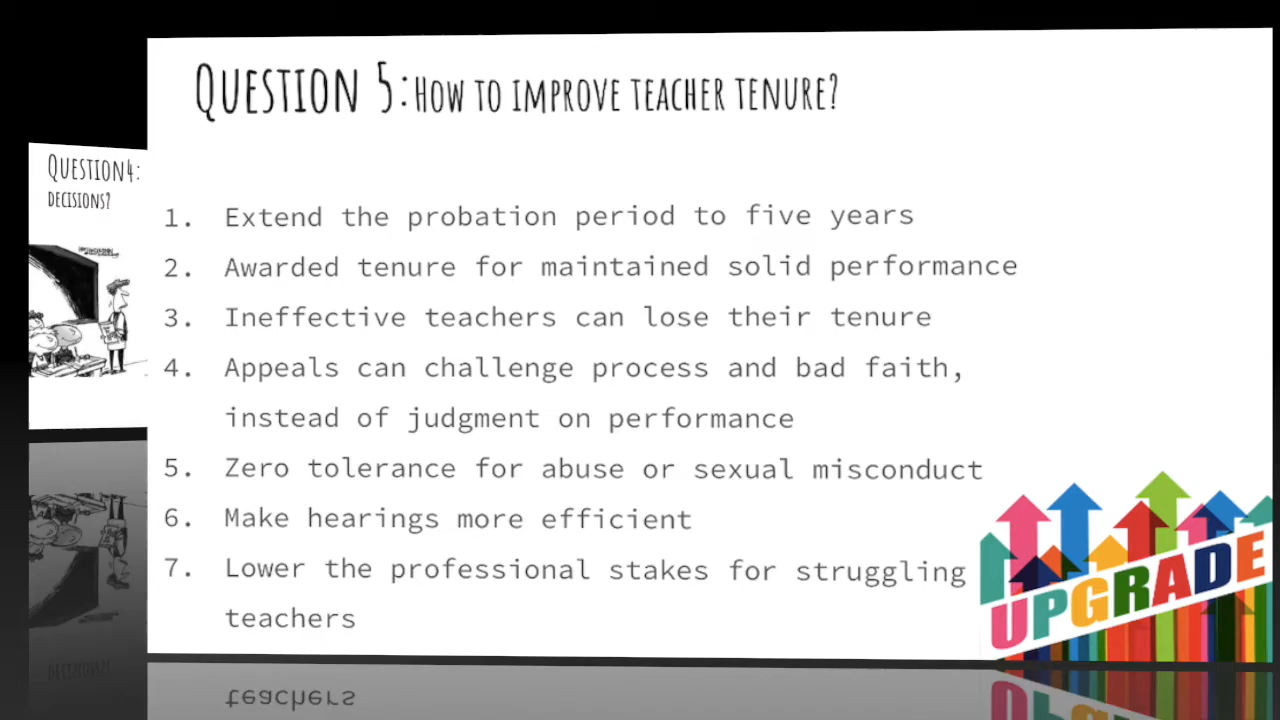 Question 5: How to improve teacher tenure?
Question 4:
decisions?
1. Extend the probation period to five years
2. Awarded tenure for maintained solid performance
3. Ineffective teachers can lose their tenure
4. Appeals can challenge process and bad faith,
instead of judgment on performance
5. Zero tolerance for abuse or sexual misconduct
6. Make hearings more efficient
7. Lower the professional stakes for struggling
teachers
UPGRADE